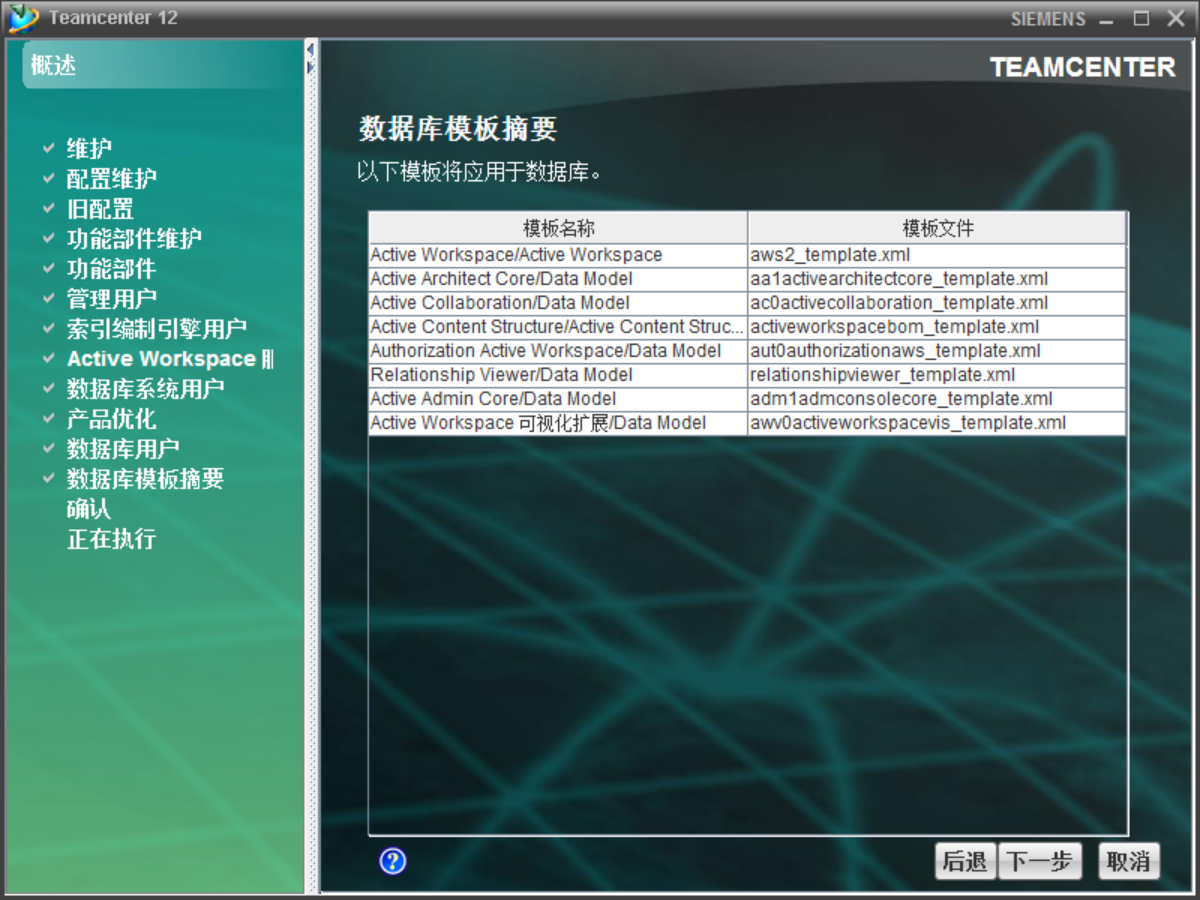 Teamcenter 12
SIEMENS
概述
TEAMCENTER
维护
配置维护
旧配置
功能部件维护
功能部件
管理用户
索引编制引擎用户
Active Workspace
数据库系统用户
产品优化
数据库用户
数据库模板摘要
确认
正在执行
数据库模板摘要
以下模板将应用于数据库。
模板名称 模板文件
Active Workspace/Active Workspace aws2_template.xml
Active Architect Core/Data Model aa1activearchitectcore_template.xml
Active Collaboration/Data Model ac0activecollaboration_template.xml
Active Content Structure/Active Content Struc... activeworkspacebom_template.xml
Authorization Active Workspace/Data Model aut0authorizationaws_template.xml
Relationship Viewer/Data Model relationshipviewer_template.xml
Active Admin Core/Data Model adm1admconsolecore_template.xml
Active Workspace 可视化扩展/Data Model awv0activeworkspacevis_template.xml
?
后退 下一步 取消